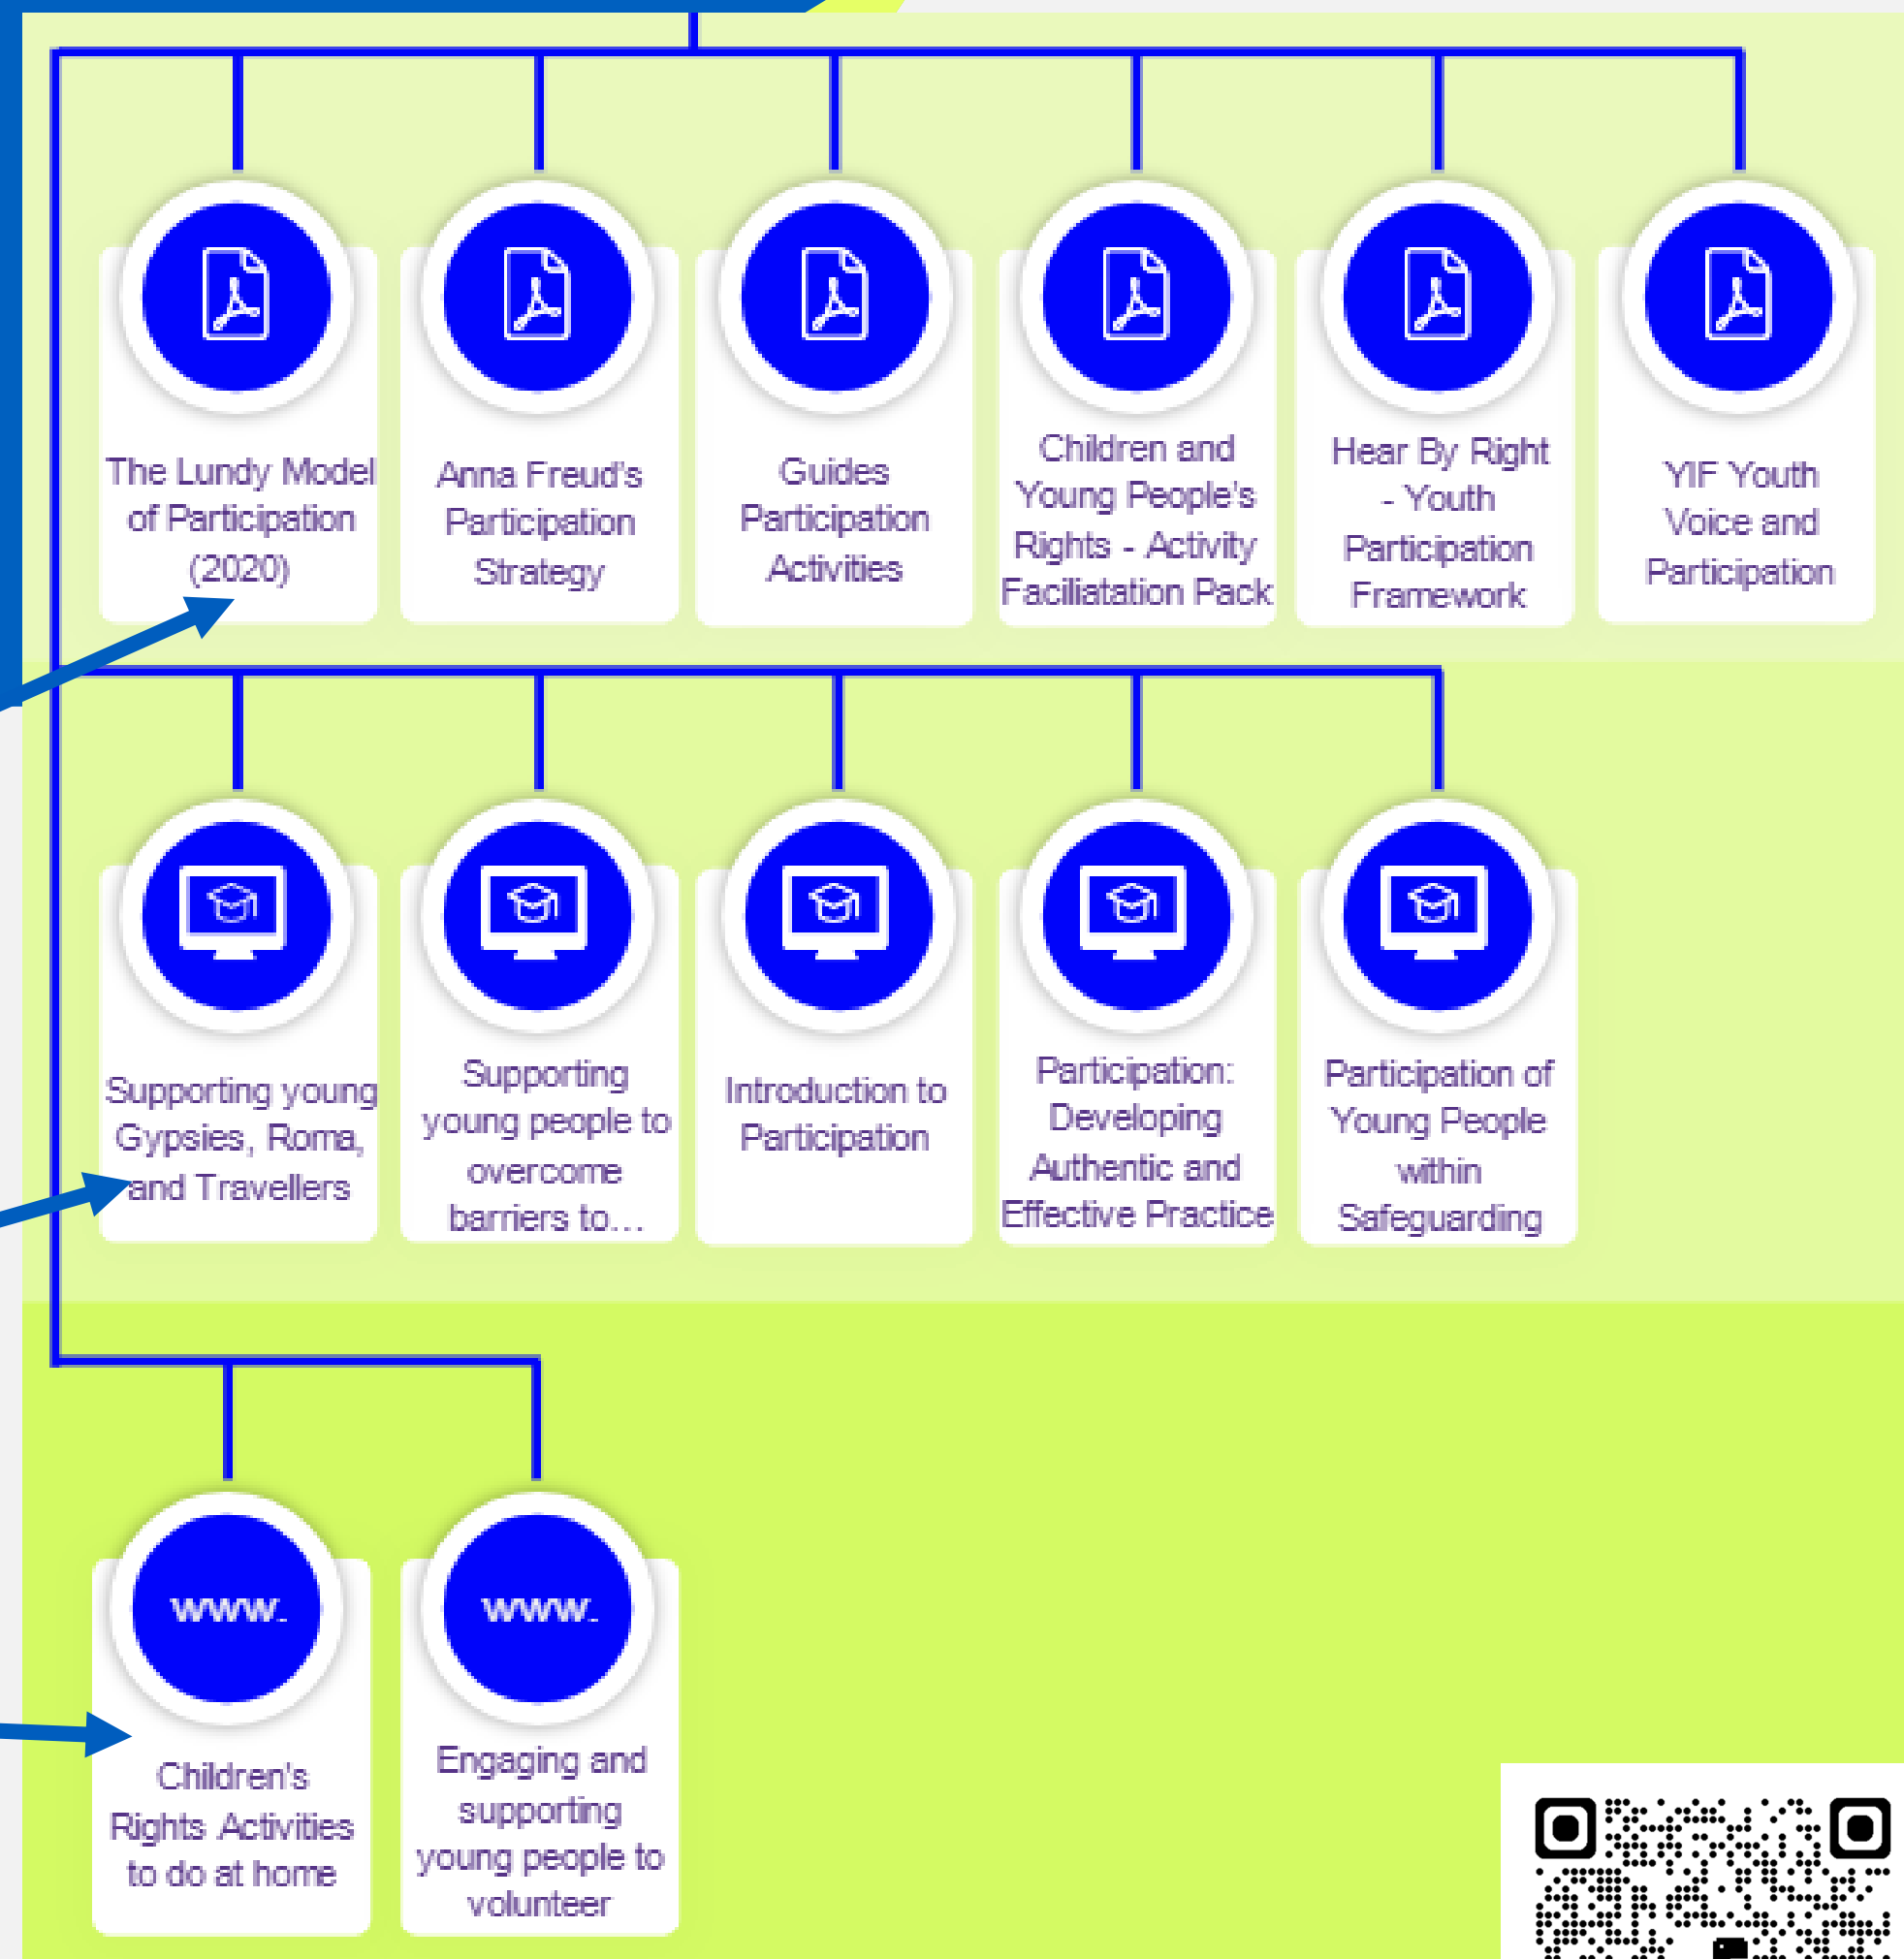 The Lundy Model
of Participation
(2020)
Anna Freud's
Participation
Strategy
Guides
Participation
Activities
Children and
Young People's
Rights - Activity
Faciliatation Pack
Hear By Right
- Youth
Participation
Framework
YIF Youth
Voice and
Participation
Supporting young
Gypsies, Roma,
and Travellers
Supporting
young people to
overcome
barriers to...
Introduction to
Participation
Participation:
Developing
Authentic and
Effective Practice
Participation of
Young People
within
Safeguarding
www.
Children's
Rights Activities
to do at home
www.
Engaging and
supporting
young people to
volunteer